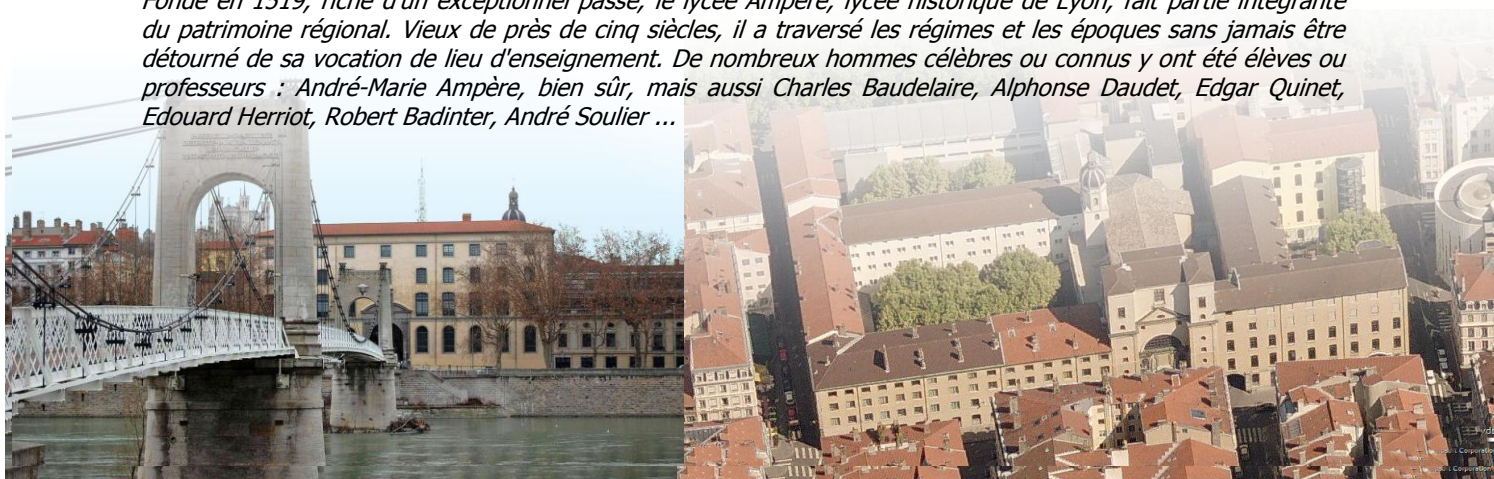 Fondé en 1519, riche d'un exceptionnel passé, le lycée Ampère, lycée historique de Lyon, fait partie intégrante
du patrimoine régional. Vieux de près de cinq siècles, il a traversé les régimes et les époques sans jamais être
détourné de sa vocation de lieu d'enseignement. De nombreux hommes célèbres ou connus y ont été élèves ou
professeurs : André-Marie Ampère, bien sûr, mais aussi Charles Baudelaire, Alphonse Daudet, Edgar Quinet,
Edouard Herriot, Robert Badinter, André Soulier ...
Corporation
Corporation